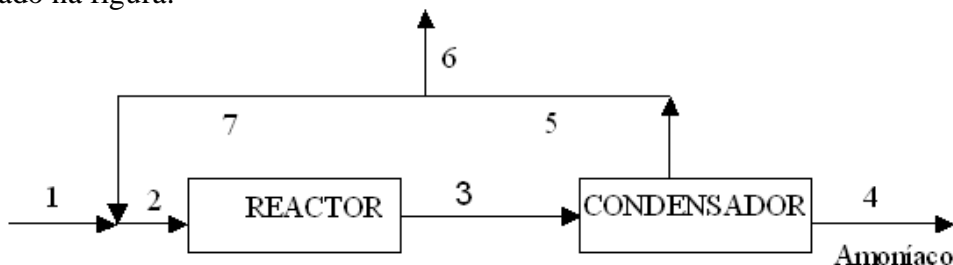 ado na figura.
6
7 5
1 2 REACTOR 3 CONDENSADOR 4
Amoníaco